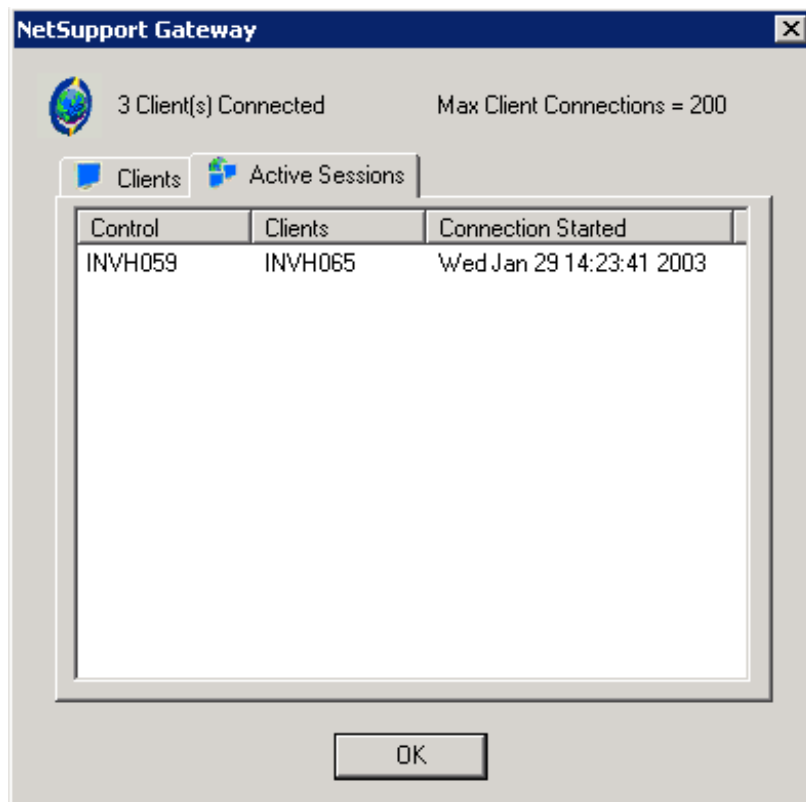 NetSupport Gateway
3 Client(s) Connected Max Client Connections = 200
Clients Active Sessions
Control Clients Connection Started
INVH059 INVH065 Wed Jan 29 14:23:41 2003
OK